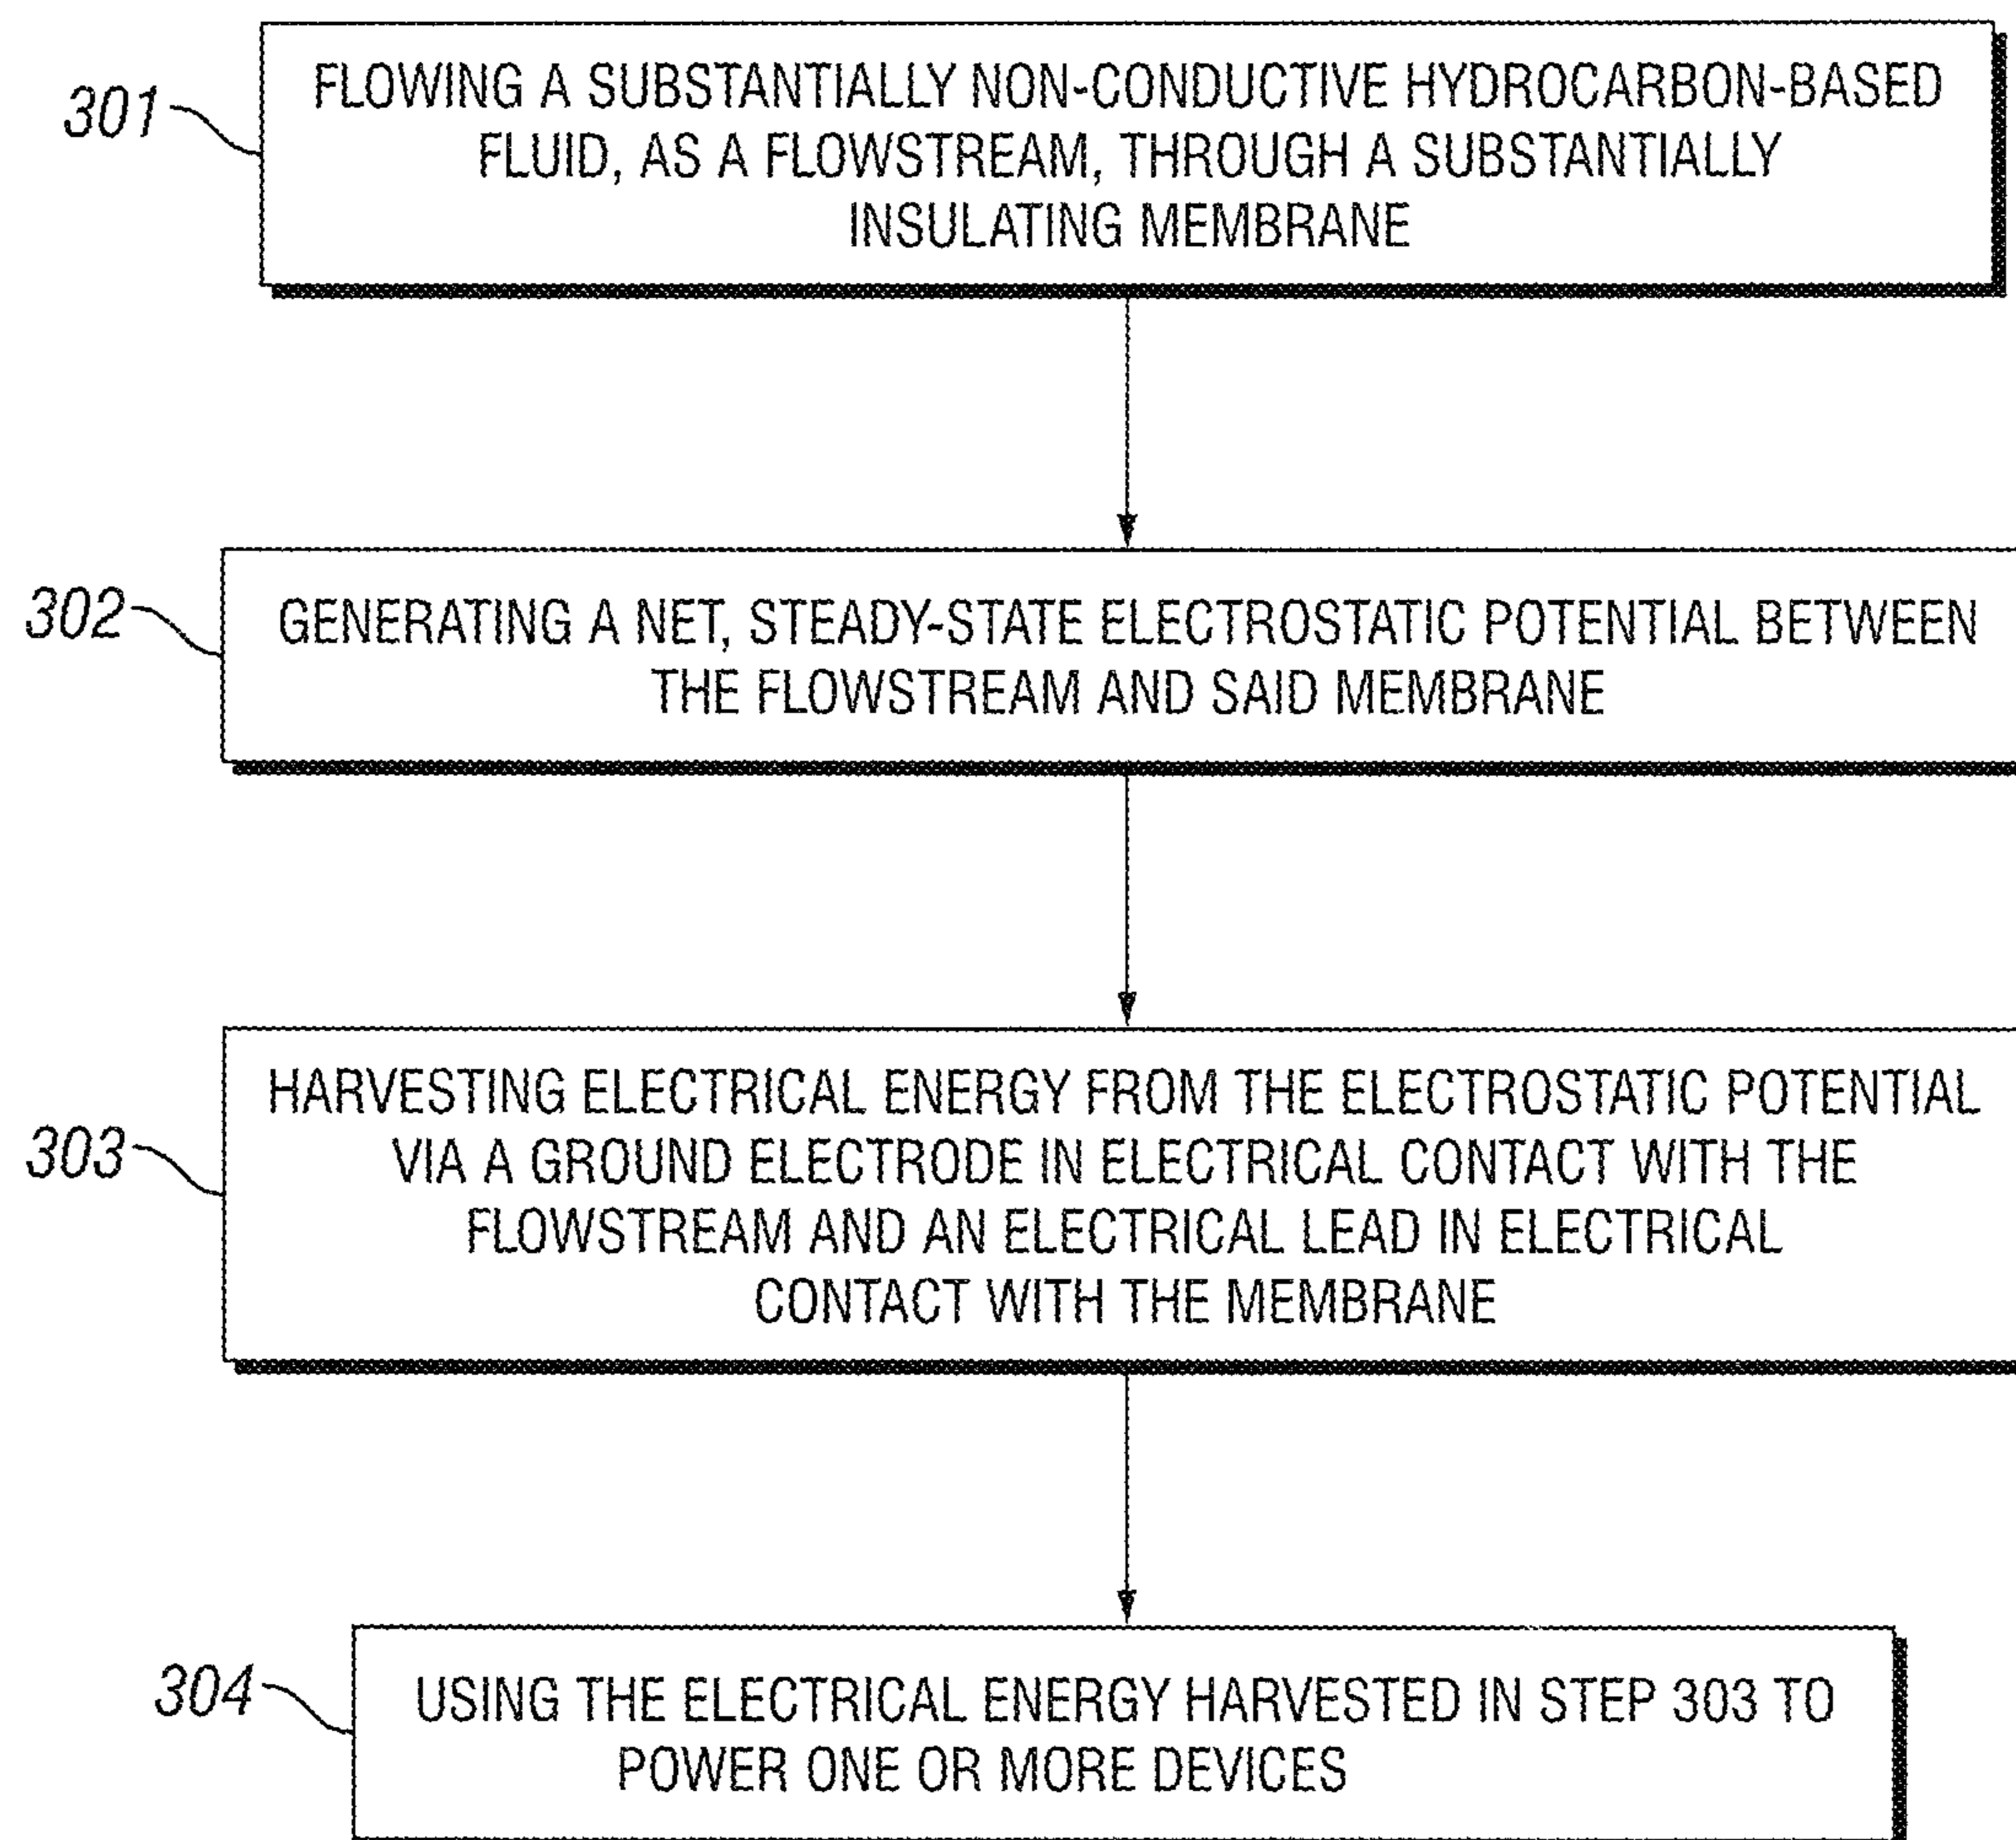 301
FLOWING A SUBSTANTIALLY NON-CONDUCTIVE HYDROCARBON-BASED
FLUID, AS A FLOWSTREAM, THROUGH A SUBSTANTIALLY
INSULATING MEMBRANE
302
GENERATING A NET, STEADY-STATE ELECTROSTATIC POTENTIAL BETWEEN
THE FLOWSTREAM AND SAID MEMBRANE
303
HARVESTING ELECTRICAL ENERGY FROM THE ELECTROSTATIC POTENTIAL
VIA A GROUND ELECTRODE IN ELECTRICAL CONTACT WITH THE
FLOWSTREAM AND AN ELECTRICAL LEAD IN ELECTRICAL
CONTACT WITH THE MEMBRANE
304
USING THE ELECTRICAL ENERGY HARVESTED IN STEP 303 TO
POWER ONE OR MORE DEVICES